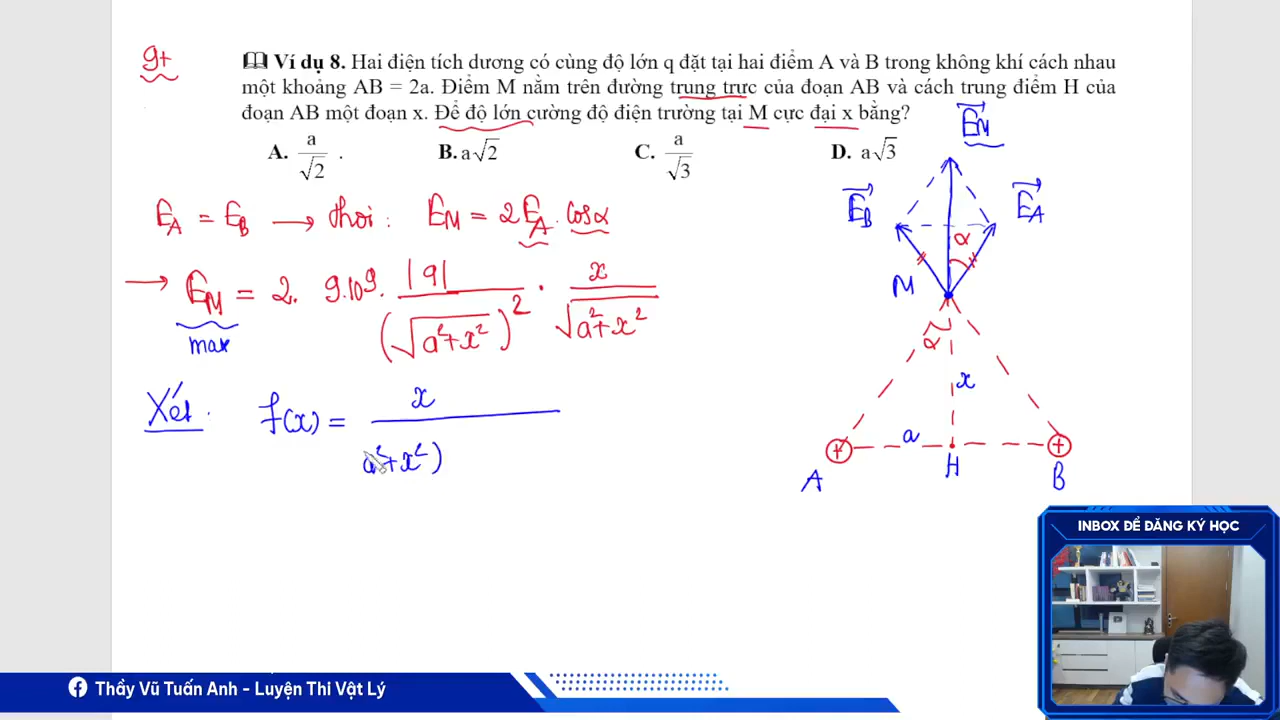 9+
Ví dụ 8. Hai điện tích dương có cùng độ lớn q đặt tại hai điểm A và B trong không khí cách nhau
một khoảng AB = 2a. Điểm M nằm trên đường trung trực của đoạn AB và cách trung điểm H của
đoạn AB một đoạn x. Để độ lớn cường độ điện trường tại M cực đại x bằng?
A. a/√2 . B. a√2 C. a/√3 D. a√3
E_A = E_B → thôi : E_M = 2E_A . cosα
→ E_M = 2. 9.10⁹. |q| / (√(a²+x²))² . x / √(a²+x²)
max
Xét : f(x) = x / a²+x²)
E_M
E_B
E_A
α
M
α
x
a
A
H
B
INBOX ĐỂ ĐĂNG KÝ HỌC
Thầy Vũ Tuấn Anh - Luyện Thi Vật Lý